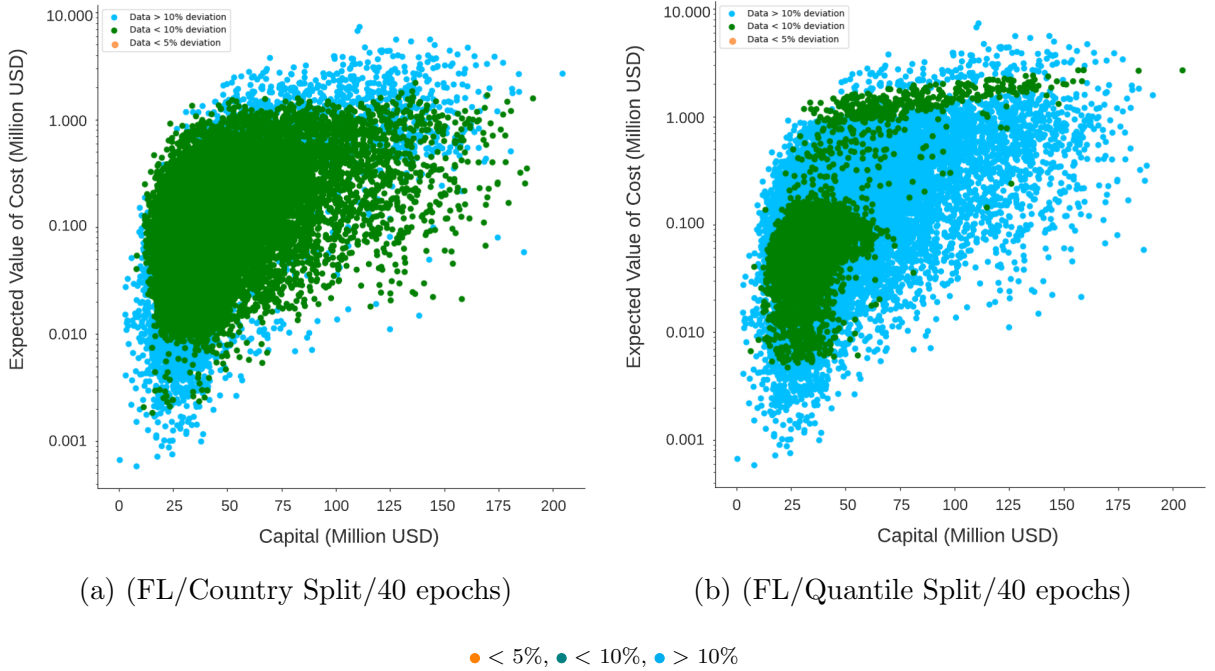 10.000
1.000
0.100
0.010
0.001
Expected Value of Cost (Million USD)
Data > 10% deviation
Data < 10% deviation
Data < 5% deviation
0 25 50 75 100 125 150 175 200
Capital (Million USD)
(a) (FL/Country Split/40 epochs)
10.000
1.000
0.100
0.010
0.001
Expected Value of Cost (Million USD)
Data > 10% deviation
Data < 10% deviation
Data < 5% deviation
0 25 50 75 100 125 150 175 200
Capital (Million USD)
(b) (FL/Quantile Split/40 epochs)
< 5%, < 10%, > 10%